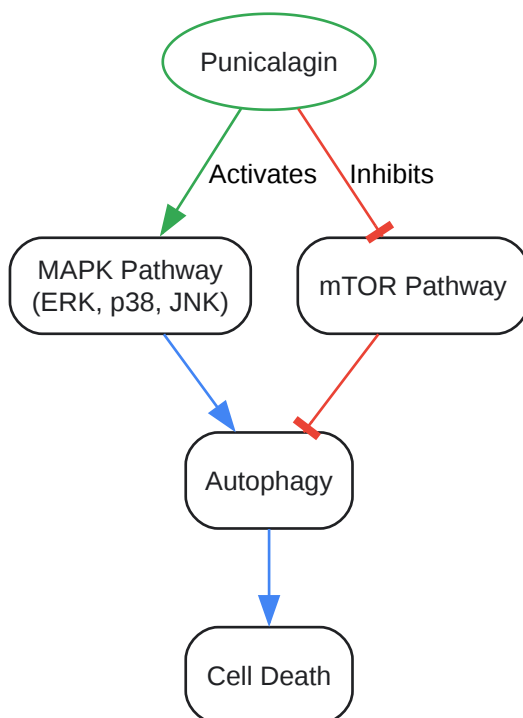 Punicalagin
Activates
Inhibits
MAPK Pathway
(ERK, p38, JNK)
mTOR Pathway
Autophagy
Cell Death